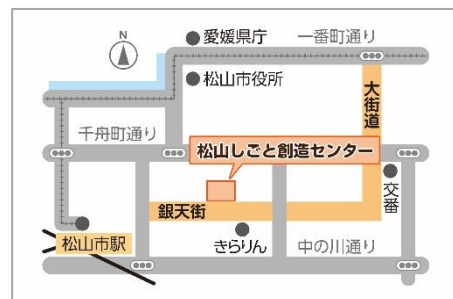 N
愛媛県庁
一番町通り
松山市役所
大街道
千舟町通り
松山しごと創造センター
交番
銀天街
松山市駅
きらりん
中の川通り